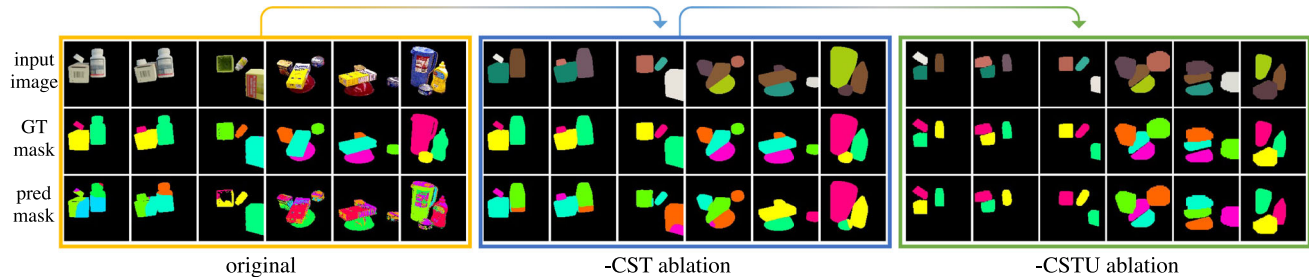 input
image
GT
mask
pred
mask
original
-CST ablation
-CSTU ablation